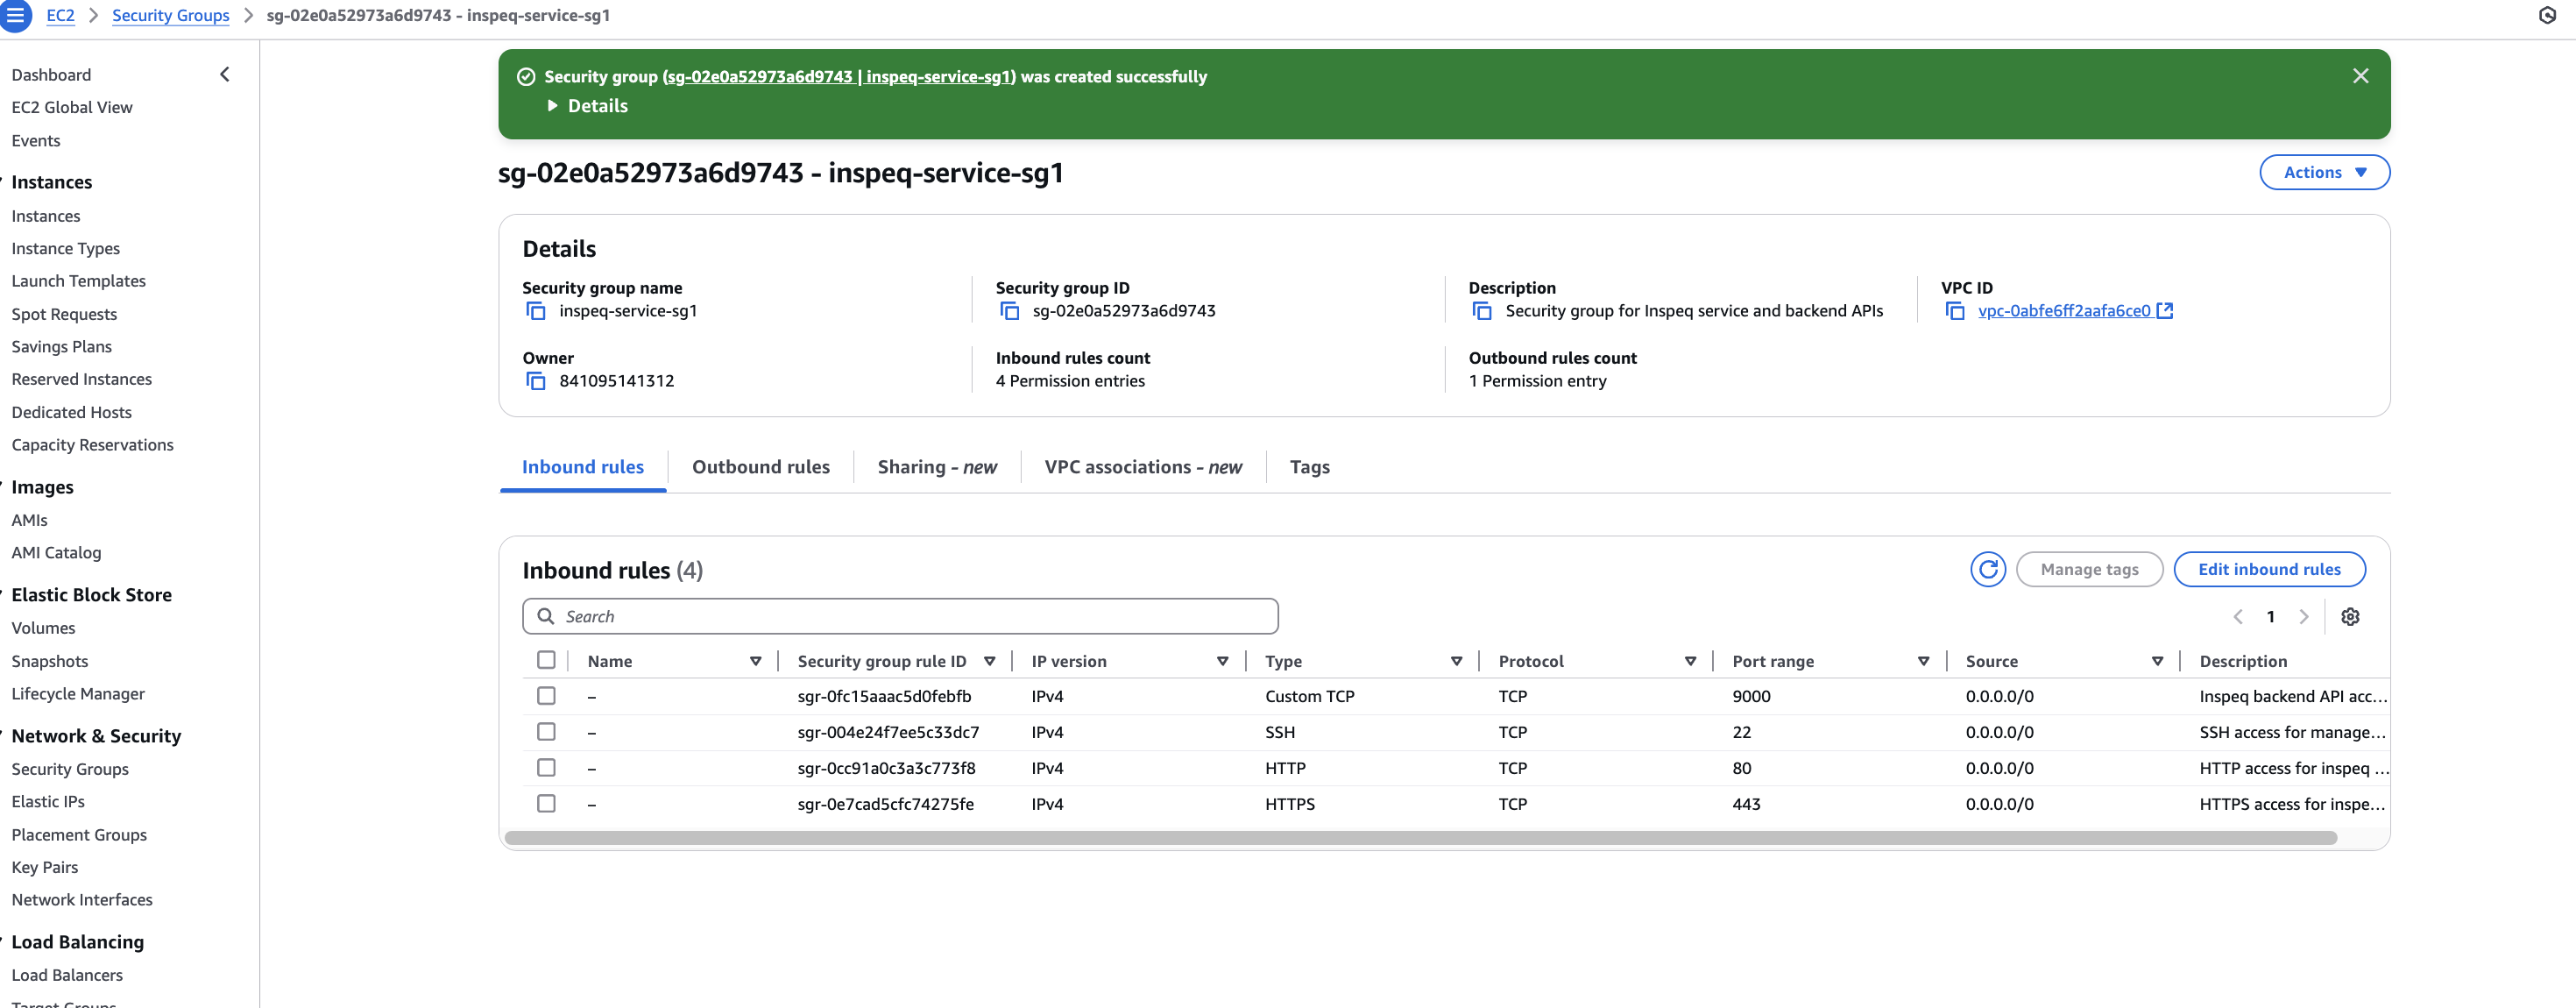 EC2 > Security Groups > sg-02e0a52973a6d9743 - inspeq-service-sg1
Dashboard
EC2 Global View
Events
Instances
Instances
Instance Types
Launch Templates
Spot Requests
Savings Plans
Reserved Instances
Dedicated Hosts
Capacity Reservations
Images
AMIs
AMI Catalog
Elastic Block Store
Volumes
Snapshots
Lifecycle Manager
Network & Security
Security Groups
Elastic IPs
Placement Groups
Key Pairs
Network Interfaces
Load Balancing
Load Balancers
Target Groups
Security group (sg-02e0a52973a6d9743 | inspeq-service-sg1) was created successfully
Details
sg-02e0a52973a6d9743 - inspeq-service-sg1
Actions
Details
Security group name Security group ID Description VPC ID
inspeq-service-sg1 sg-02e0a52973a6d9743 Security group for Inspeq service and backend APIs vpc-0abfe6ff2aafa6ce0
Owner Inbound rules count Outbound rules count
841095141312 4 Permission entries 1 Permission entry
Inbound rules Outbound rules Sharing - new VPC associations - new Tags
Inbound rules (4) Manage tags Edit inbound rules
Search 1
Name Security group rule ID IP version Type Protocol Port range Source Description
– sgr-0fc15aaac5d0febfb IPv4 Custom TCP TCP 9000 0.0.0.0/0 Inspeq backend API acc...
– sgr-004e24f7ee5c33dc7 IPv4 SSH TCP 22 0.0.0.0/0 SSH access for manage...
– sgr-0cc91a0c3a3c773f8 IPv4 HTTP TCP 80 0.0.0.0/0 HTTP access for inspeq ...
– sgr-0e7cad5cfc74275fe IPv4 HTTPS TCP 443 0.0.0.0/0 HTTPS access for inspe...